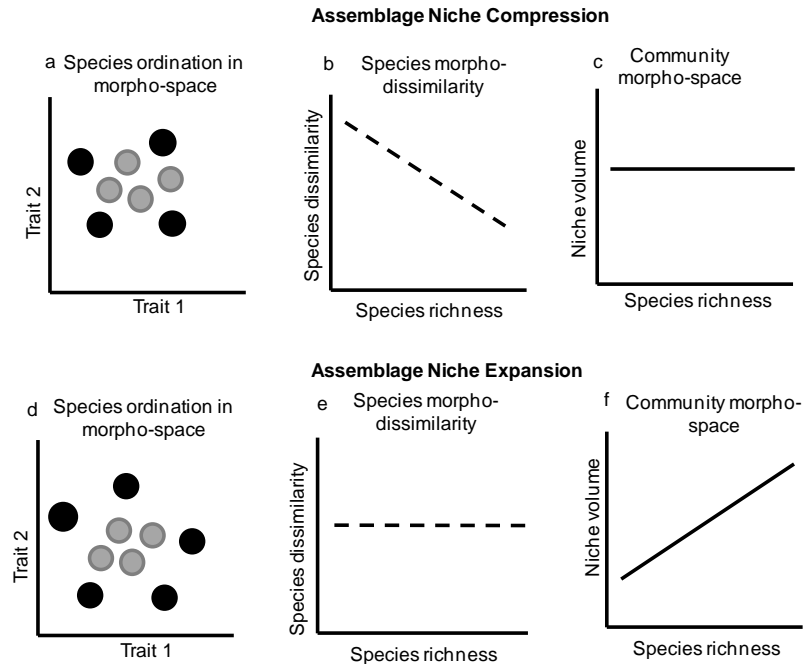 Assemblage Niche Compression
a
Species ordination in
morpho-space
Trait 2
Trait 1
b
Species morpho-
dissimilarity
Species dissimilarity
Species richness
c
Community
morpho-space
Niche volume
Species richness
Assemblage Niche Expansion
d
Species ordination in
morpho-space
Trait 2
Trait 1
e
Species morpho-
dissimilarity
Species dissimilarity
Species richness
f
Community morpho-
space
Niche volume
Species richness